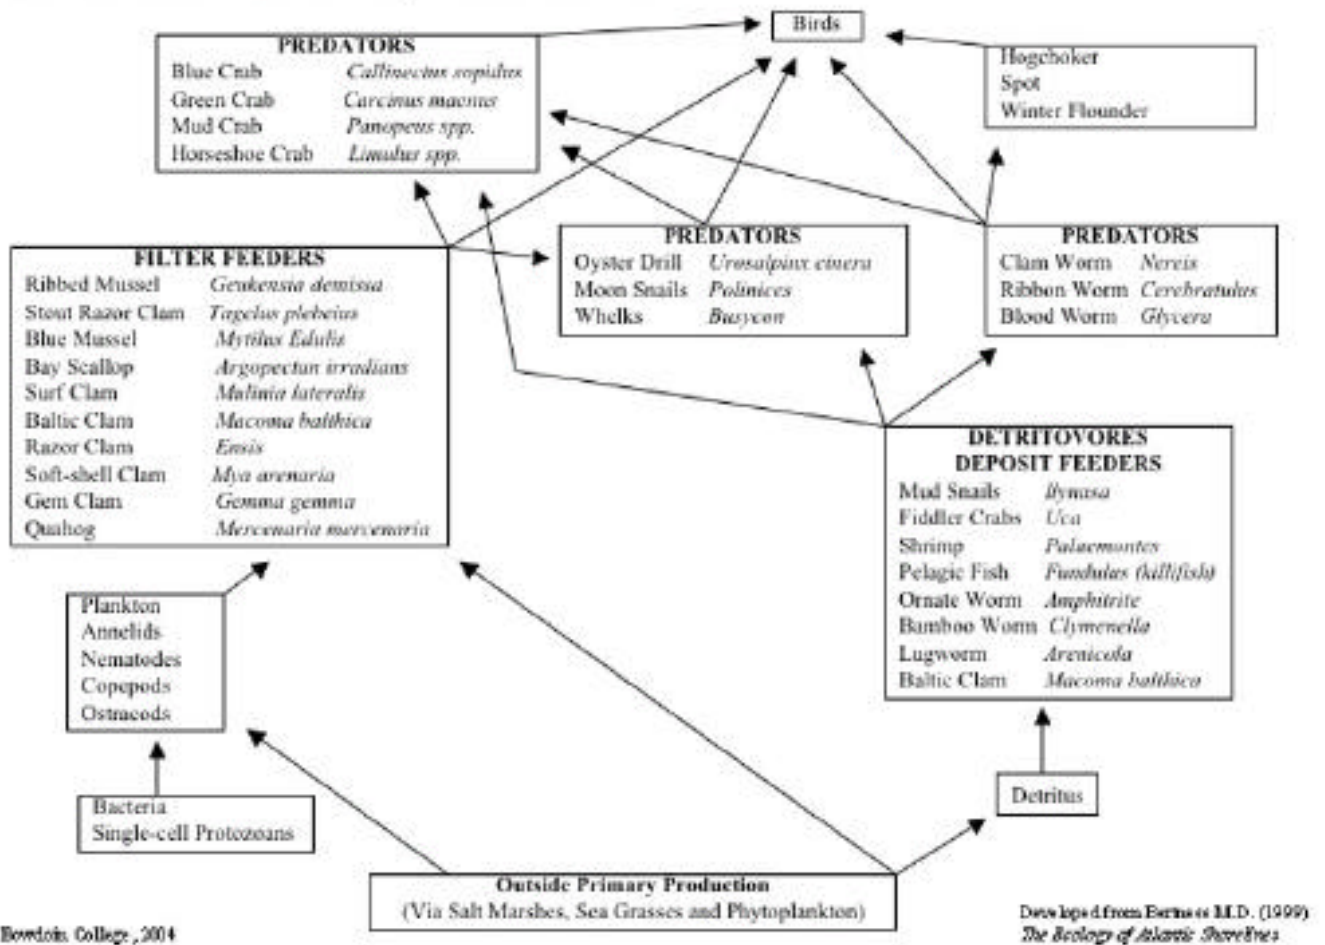 Birds
PREDATORS
Blue Crab Callinectus sapidus
Green Crab Carcinus maenus
Mud Crab Panopeus spp.
Horseshoe Crab Limulus spp.
Hogchoker
Spot
Winter Flounder
FILTER FEEDERS
Ribbed Mussel Geukensia demissa
Stout Razor Clam Tagelus plebeius
Blue Mussel Mytilus Edulis
Bay Scallop Argopectun irradians
Surf Clam Mulinia lateralis
Baltic Clam Macoma balthica
Razor Clam Ensis
Soft-shell Clam Mya arenaria
Gem Clam Gemma gemma
Quahog Mercenaria mercenaria
PREDATORS
Oyster Drill Urosalpinx cinera
Moon Snails Polinices
Whelks Busycon
PREDATORS
Clam Worm Nereis
Ribbon Worm Cerebratulus
Blood Worm Glycera
DETRITOVORES
DEPOSIT FEEDERS
Mud Snails
Fiddler Crabs Uca
Shrimp Palaemontes
Pelagic Fish Fundulus (killifish)
Ornate Worm Amphitrite
Bamboo Worm Clymenella
Lugworm Arenicola
Baltic Clam Macoma balthica
Plankton
Annelids
Nematodes
Copepods
Ostracods
Bacteria
Single-cell Protozoans
Detritus
Outside Primary Production
(Via Salt Marshes, Sea Grasses and Phytoplankton)
Bowdoin College, 2004
Developed from Bertness M.D. (1999)
The Ecology of Atlantic Shorelines